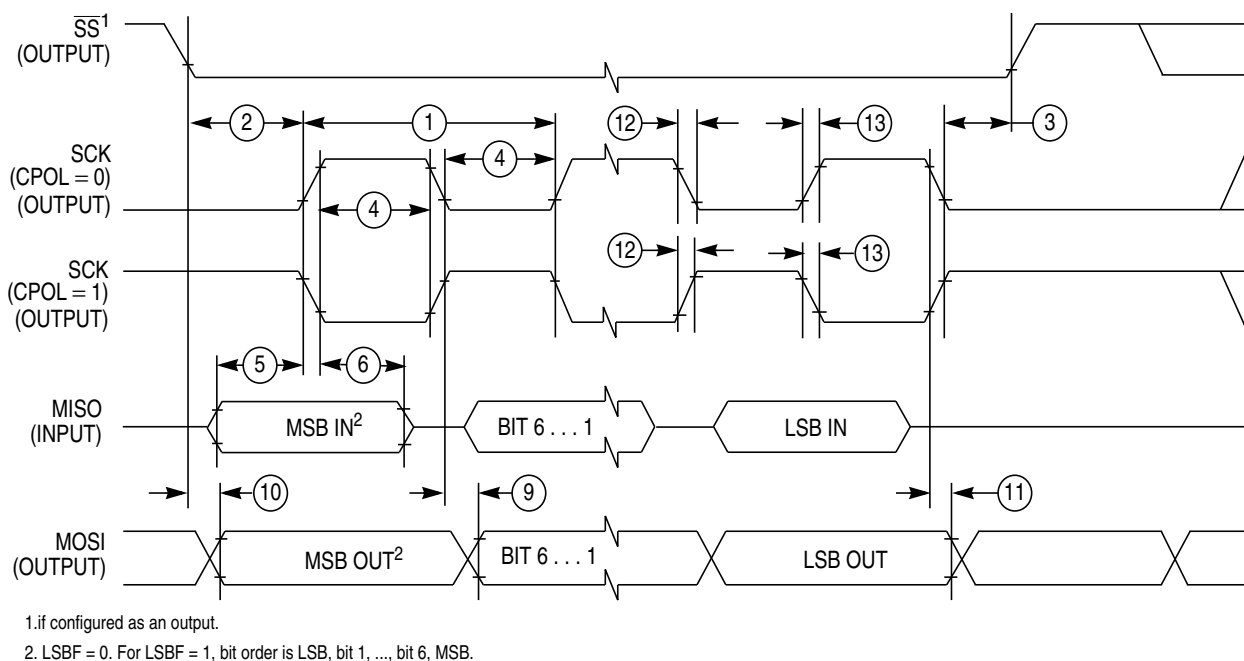 SS¹
(OUTPUT)
2
1
12
13
3
SCK
(CPOL = 0)
(OUTPUT)
4
4
12
13
SCK
(CPOL = 1)
(OUTPUT)
5
6
MISO
(INPUT)
MSB IN²
BIT 6 . . . 1
LSB IN
10
9
11
MOSI
(OUTPUT)
MSB OUT²
BIT 6 . . . 1
LSB OUT
1.if configured as an output.
2. LSBF = 0. For LSBF = 1, bit order is LSB, bit 1, ..., bit 6, MSB.